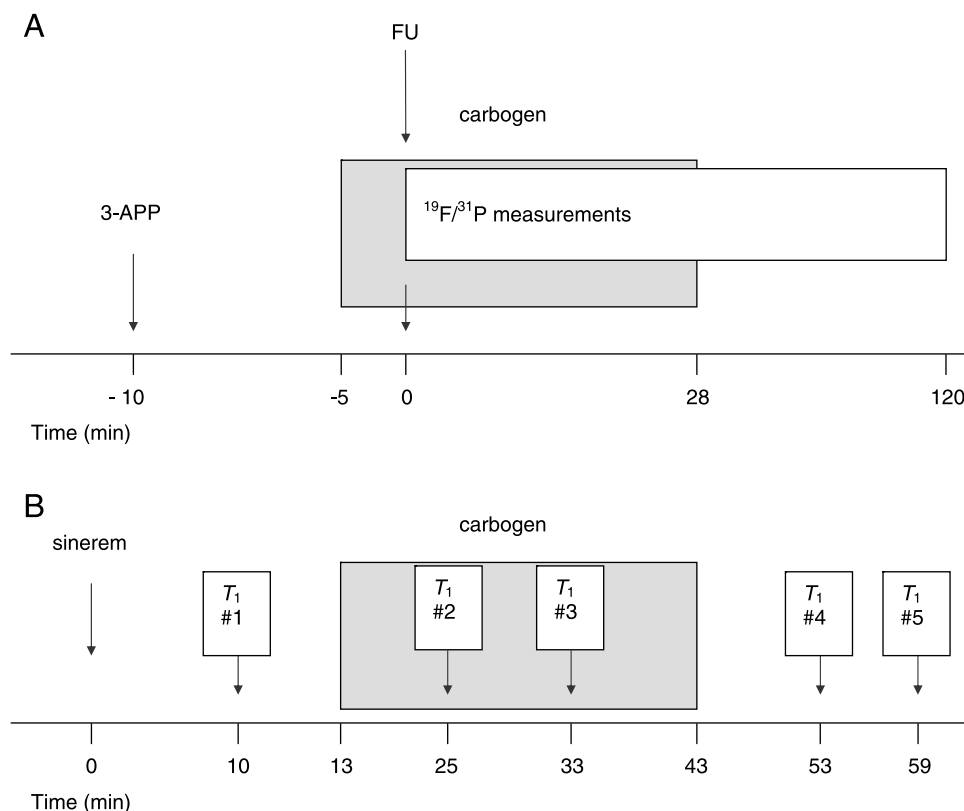 A
FU
carbogen
3-APP
¹⁹F/³¹P measurements
- 10
-5
0
28
120
Time (min)
B
carbogen
sinerem
T₁
#1
T₁
#2
T₁
#3
T₁
#4
T₁
#5
0
10
13
25
33
43
53
59
Time (min)